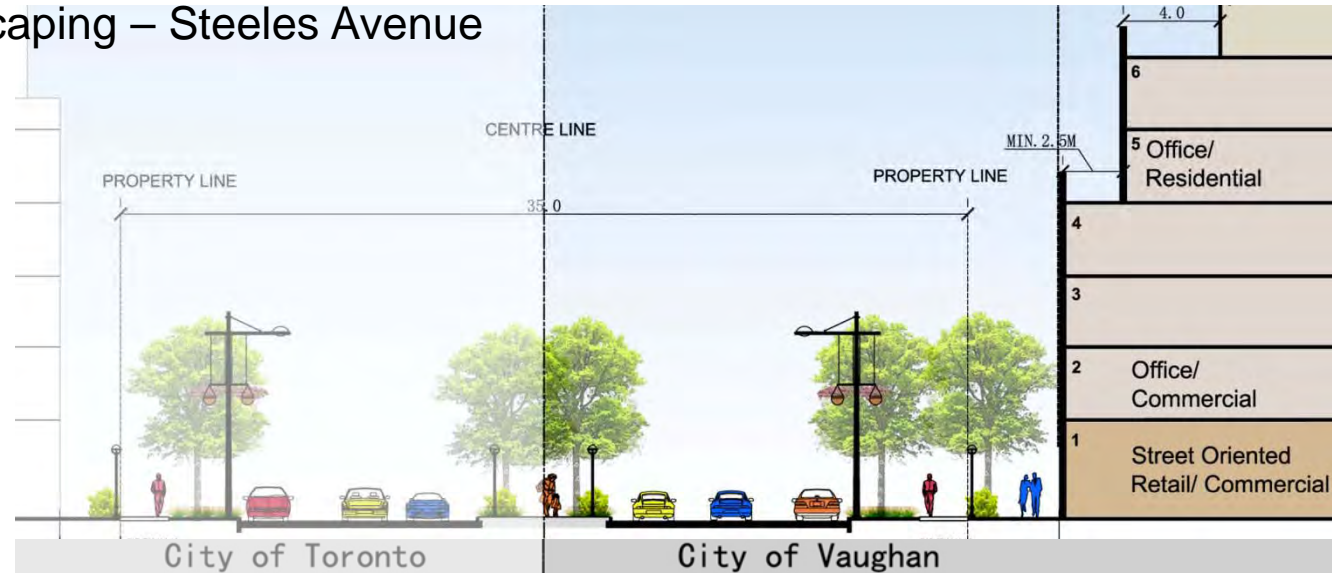 caping – Steeles Avenue
4.0
6
CENTRE LINE
MIN. 2.5M
5 Office/
Residential
PROPERTY LINE
PROPERTY LINE
35.0
4
3
2 Office/
Commercial
1
Street Oriented
Retail/ Commercial
City of Toronto
City of Vaughan